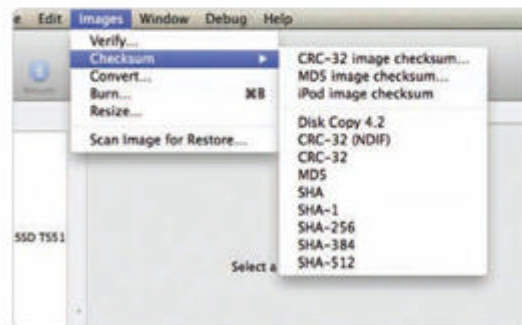 e Edit Images Window Debug Help
Verify...
Checksum
Convert...
Burn... ⌘B
Resize...
Scan Image for Restore...
CRC-32 image checksum...
MD5 image checksum...
iPod image checksum
Disk Copy 4.2
CRC-32 (NDIF)
CRC-32
MD5
SHA
SHA-1
SHA-256
SHA-384
SHA-512
SSD TS51
Select a